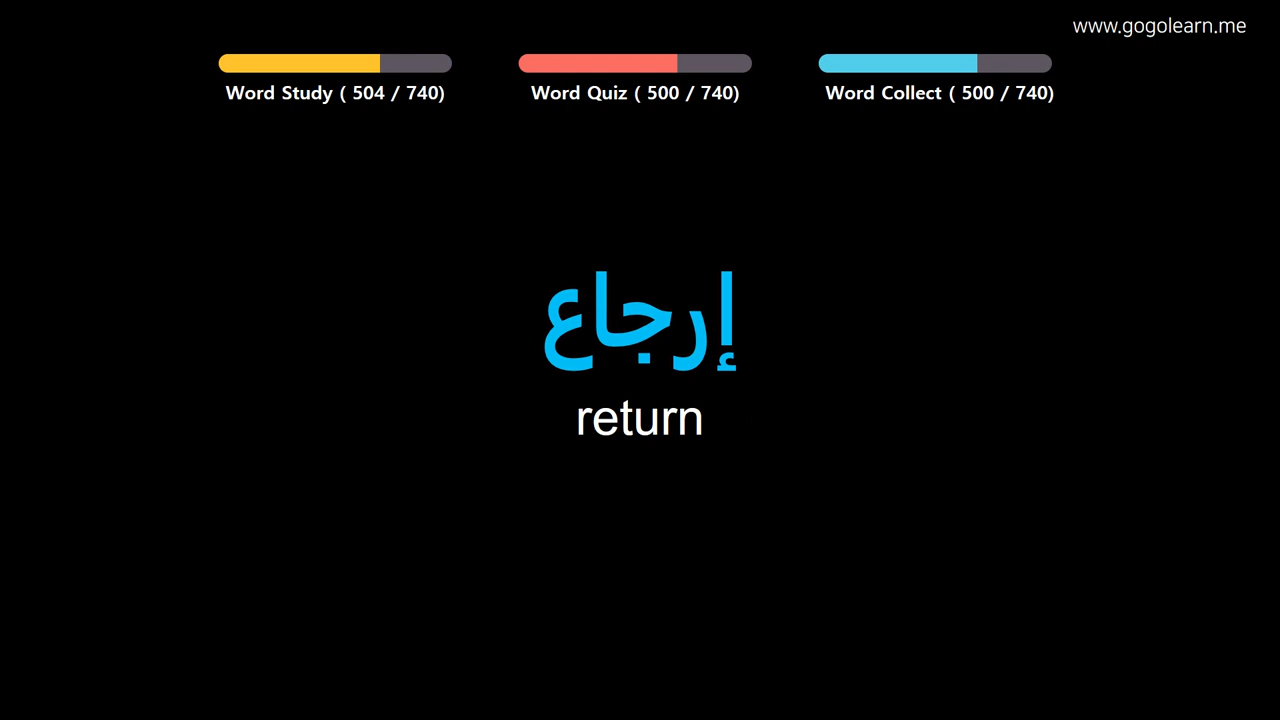 www.gogolearn.me
Word Study ( 504 / 740)
Word Quiz ( 500 / 740)
Word Collect ( 500 / 740)
إرجاع
return